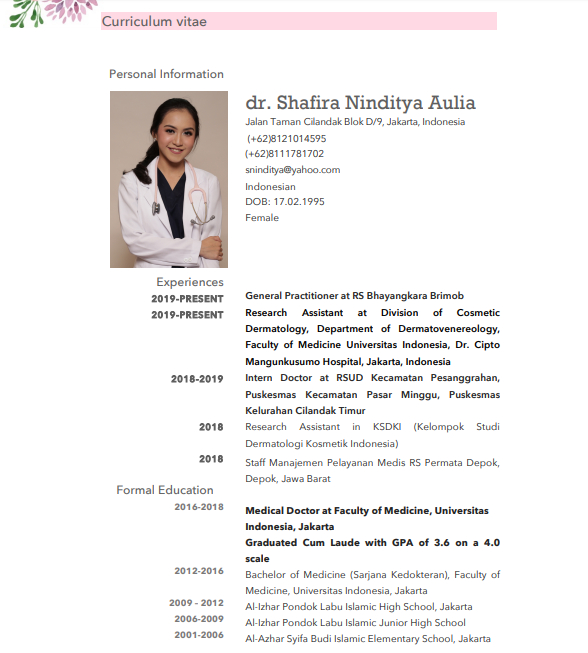 Curriculum vitae
Personal Information
dr. Shafira Ninditya Aulia
Jalan Taman Cilandak Blok D/9, Jakarta, Indonesia
(+62)8121014595
(+62)8111781702
sninditya@yahoo.com
Indonesian
DOB: 17.02.1995
Female
Experiences
2019-PRESENT General Practitioner at RS Bhayangkara Brimob
2019-PRESENT Research Assistant at Division of Cosmetic
Dermatology, Department of Dermatovenereology,
Faculty of Medicine Universitas Indonesia, Dr. Cipto
Mangunkusumo Hospital, Jakarta, Indonesia
2018-2019 Intern Doctor at RSUD Kecamatan Pesanggrahan,
Puskesmas Kecamatan Pasar Minggu, Puskesmas
Kelurahan Cilandak Timur
2018 Research Assistant in KSDKI (Kelompok Studi
Dermatologi Kosmetik Indonesia)
2018 Staff Manajemen Pelayanan Medis RS Permata Depok,
Depok, Jawa Barat
Formal Education
2016-2018 Medical Doctor at Faculty of Medicine, Universitas
Indonesia, Jakarta
Graduated Cum Laude with GPA of 3.6 on a 4.0
scale
2012-2016 Bachelor of Medicine (Sarjana Kedokteran), Faculty of
Medicine, Universitas Indonesia, Jakarta
2009 - 2012 Al-Izhar Pondok Labu Islamic High School, Jakarta
2006-2009 Al-Izhar Pondok Labu Islamic Junior High School
2001-2006 Al-Azhar Syifa Budi Islamic Elementary School, Jakarta